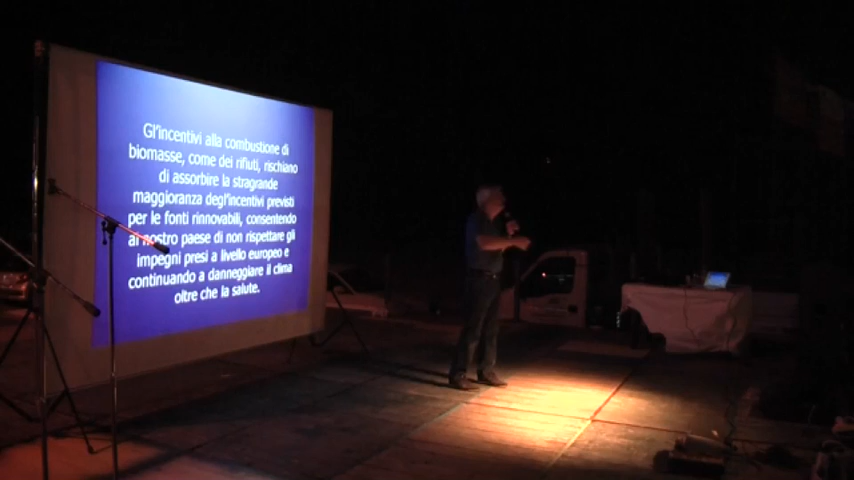 Gl'incentivi alla combustione di
biomasse, come dei rifiuti, rischiano
di assorbire la stragrande
maggioranza degl'incentivi previsti
per le fonti rinnovabili, consentendo
al nostro paese di non rispettare gli
impegni presi a livello europeo e
continuando a danneggiare il clima
oltre che la salute.